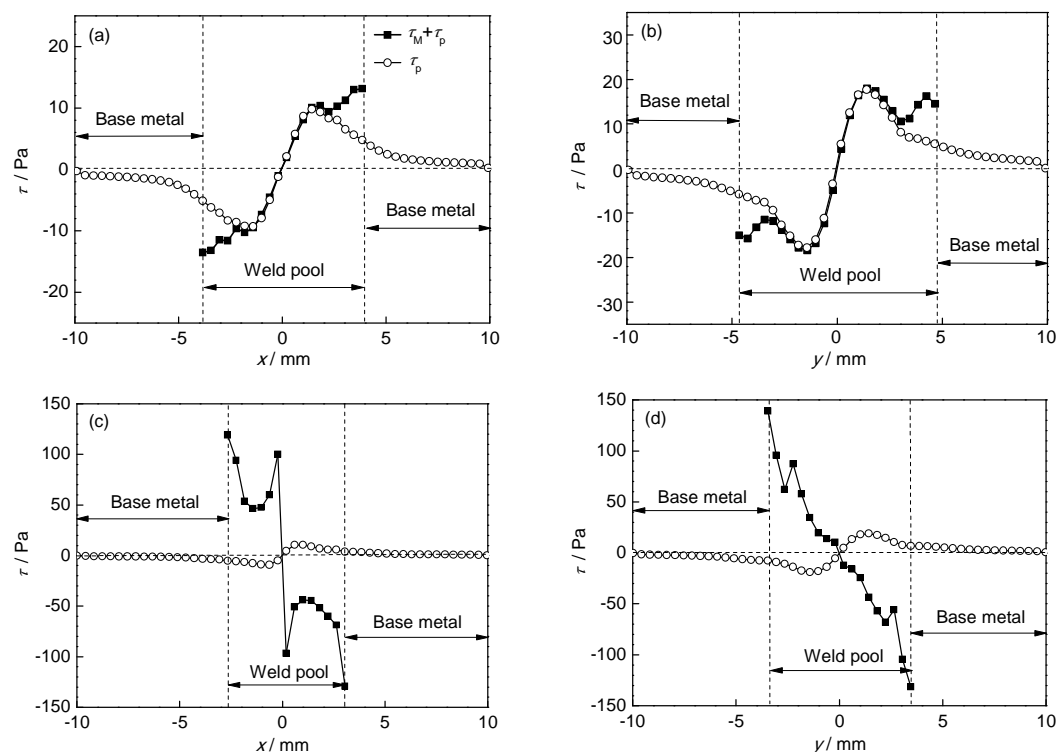 (a)
τM+τp
τp
Base metal
Base metal
Weld pool
τ / Pa
20
10
0
-10
-20
-10
-5
0
5
10
x / mm
(b)
Base metal
Base metal
Weld pool
τ / Pa
30
20
10
0
-10
-20
-30
-10
-5
0
5
10
y / mm
(c)
Base metal
Base metal
Weld pool
τ / Pa
150
100
50
0
-50
-100
-150
-10
-5
0
5
10
x / mm
(d)
Base metal
Base metal
Weld pool
τ / Pa
150
100
50
0
-50
-100
-150
-10
-5
0
5
10
y / mm